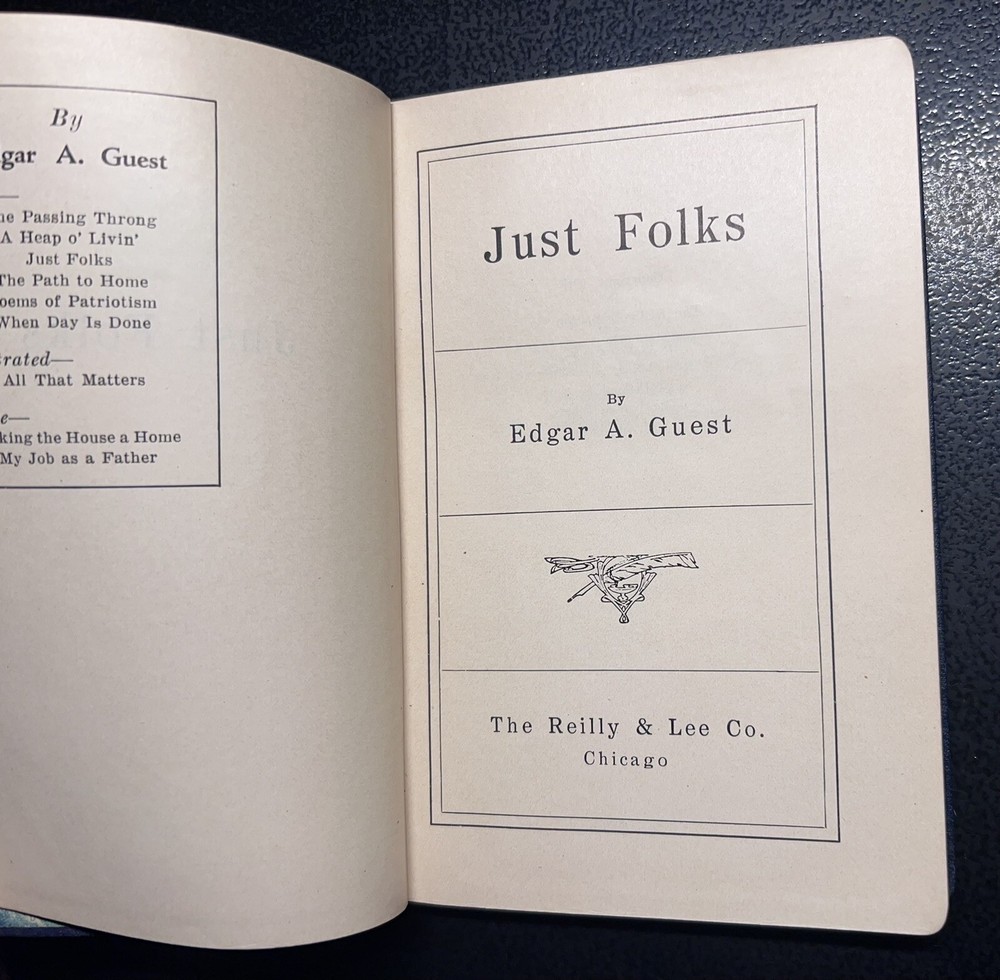 By
gar A. Guest
he Passing Throng
A Heap o' Livin'
Just Folks
The Path to Home
oems of Patriotism
When Day Is Done
rated—
All That Matters
e—
king the House a Home
My Job as a Father
Just Folks
By
Edgar A. Guest
The Reilly & Lee Co.
Chicago